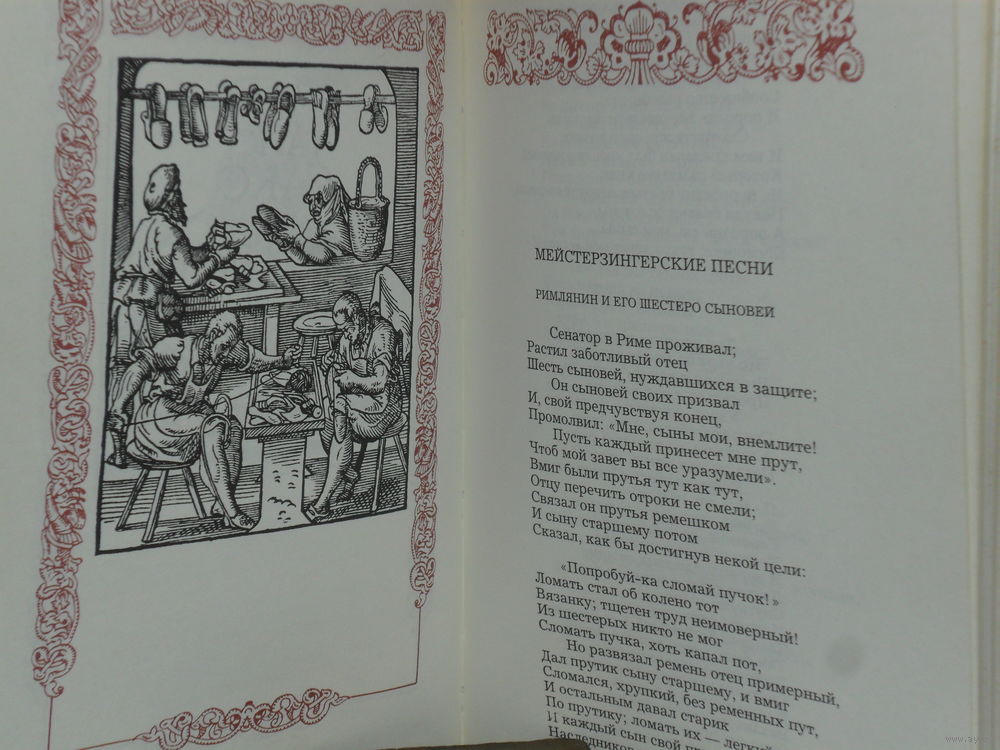 МЕЙСТЕРЗИНГЕРСКИЕ ПЕСНИ
РИМЛЯНИН И ЕГО ШЕСТЕРО СЫНОВЕЙ
Сенатор в Риме проживал;
Растил заботливый отец
Шесть сыновей, нуждавшихся в защите;
Он сыновей своих призвал
И, свой предчувствуя конец,
Промолвил: «Мне, сыны мои, внемлите!
Пусть каждый принесет мне прут,
Чтоб мой завет вы все уразумели».
Вмиг были прутья тут как тут,
Отцу перечить отроки не смели;
Связал он прутья ремешком
И сыну старшему потом
Сказал, как бы достигнув некой цели:
«Попробуй-ка сломай пучок!»
Ломать стал об колено тот
Вязанку; тщетен труд неимоверный!
Из шестерых никто не мог
Сломать пучка, хоть капал пот,
Но развязал ремень отец примерный,
Дал прутик сыну старшему, и вмиг
Сломался, хрупкий, без ременных пут,
И остальным давал старик
По прутику; ломать их —
И каждый сын свой